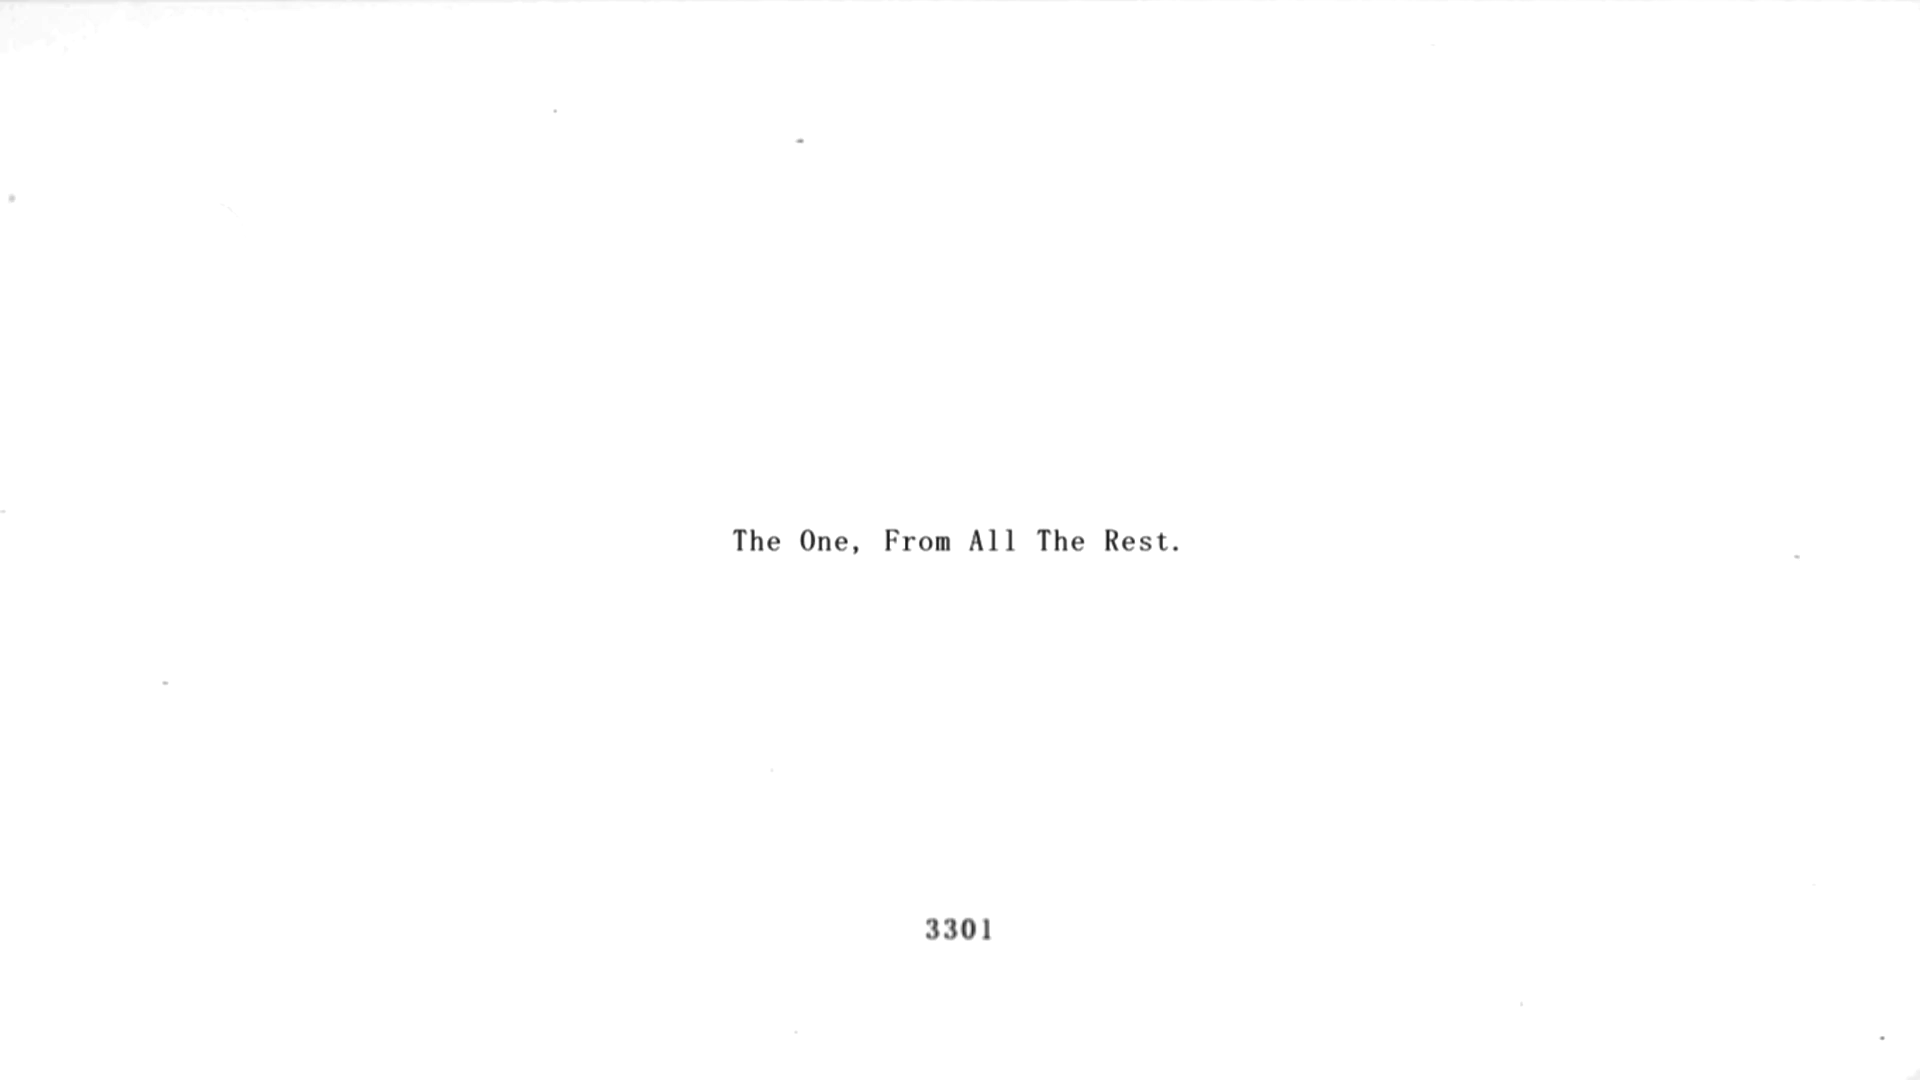 The One, From All The Rest.
3301